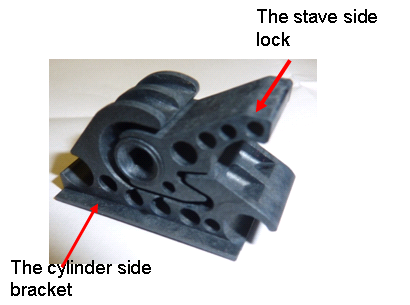 The stave side
lock
The cylinder side
bracket